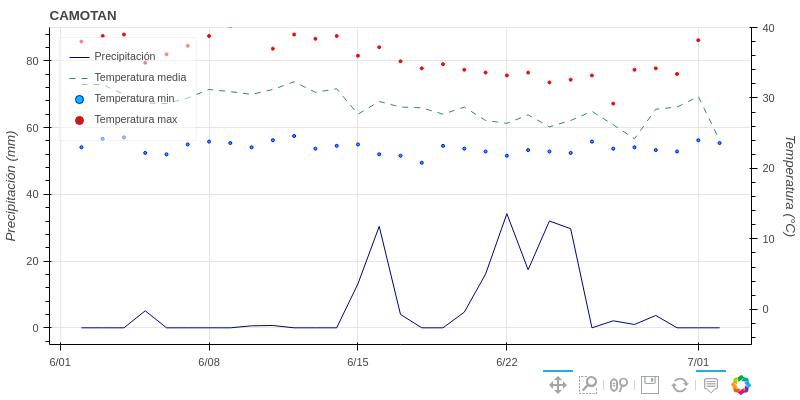 CAMOTAN
Precipitación
Temperatura media
Temperatura min
Temperatura max
Precipitación (mm)
80
60
40
20
0
Temperatura (°C)
40
30
20
10
0
6/01
6/08
6/15
6/22
7/01